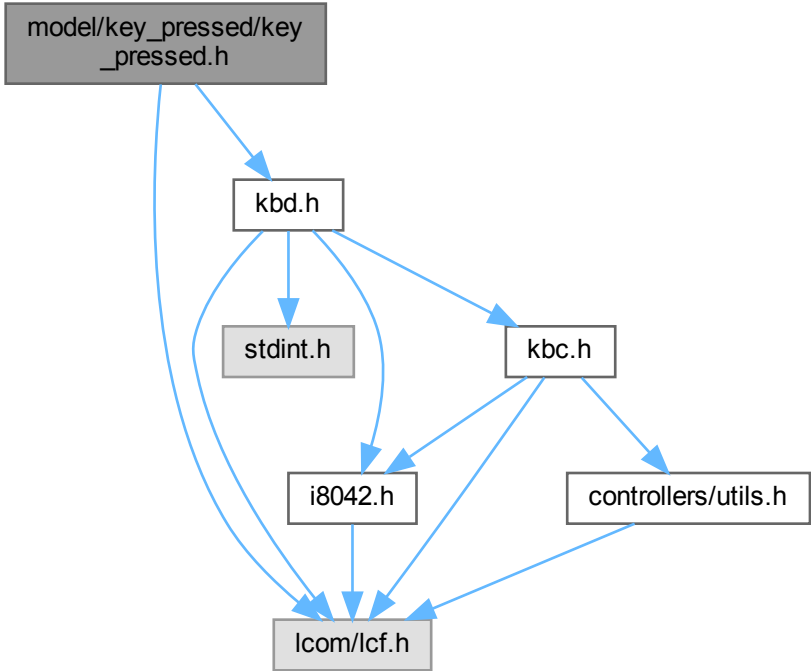 model/key_pressed/key
_pressed.h
kbd.h
stdint.h
kbc.h
i8042.h
controllers/utils.h
lcom/lcf.h